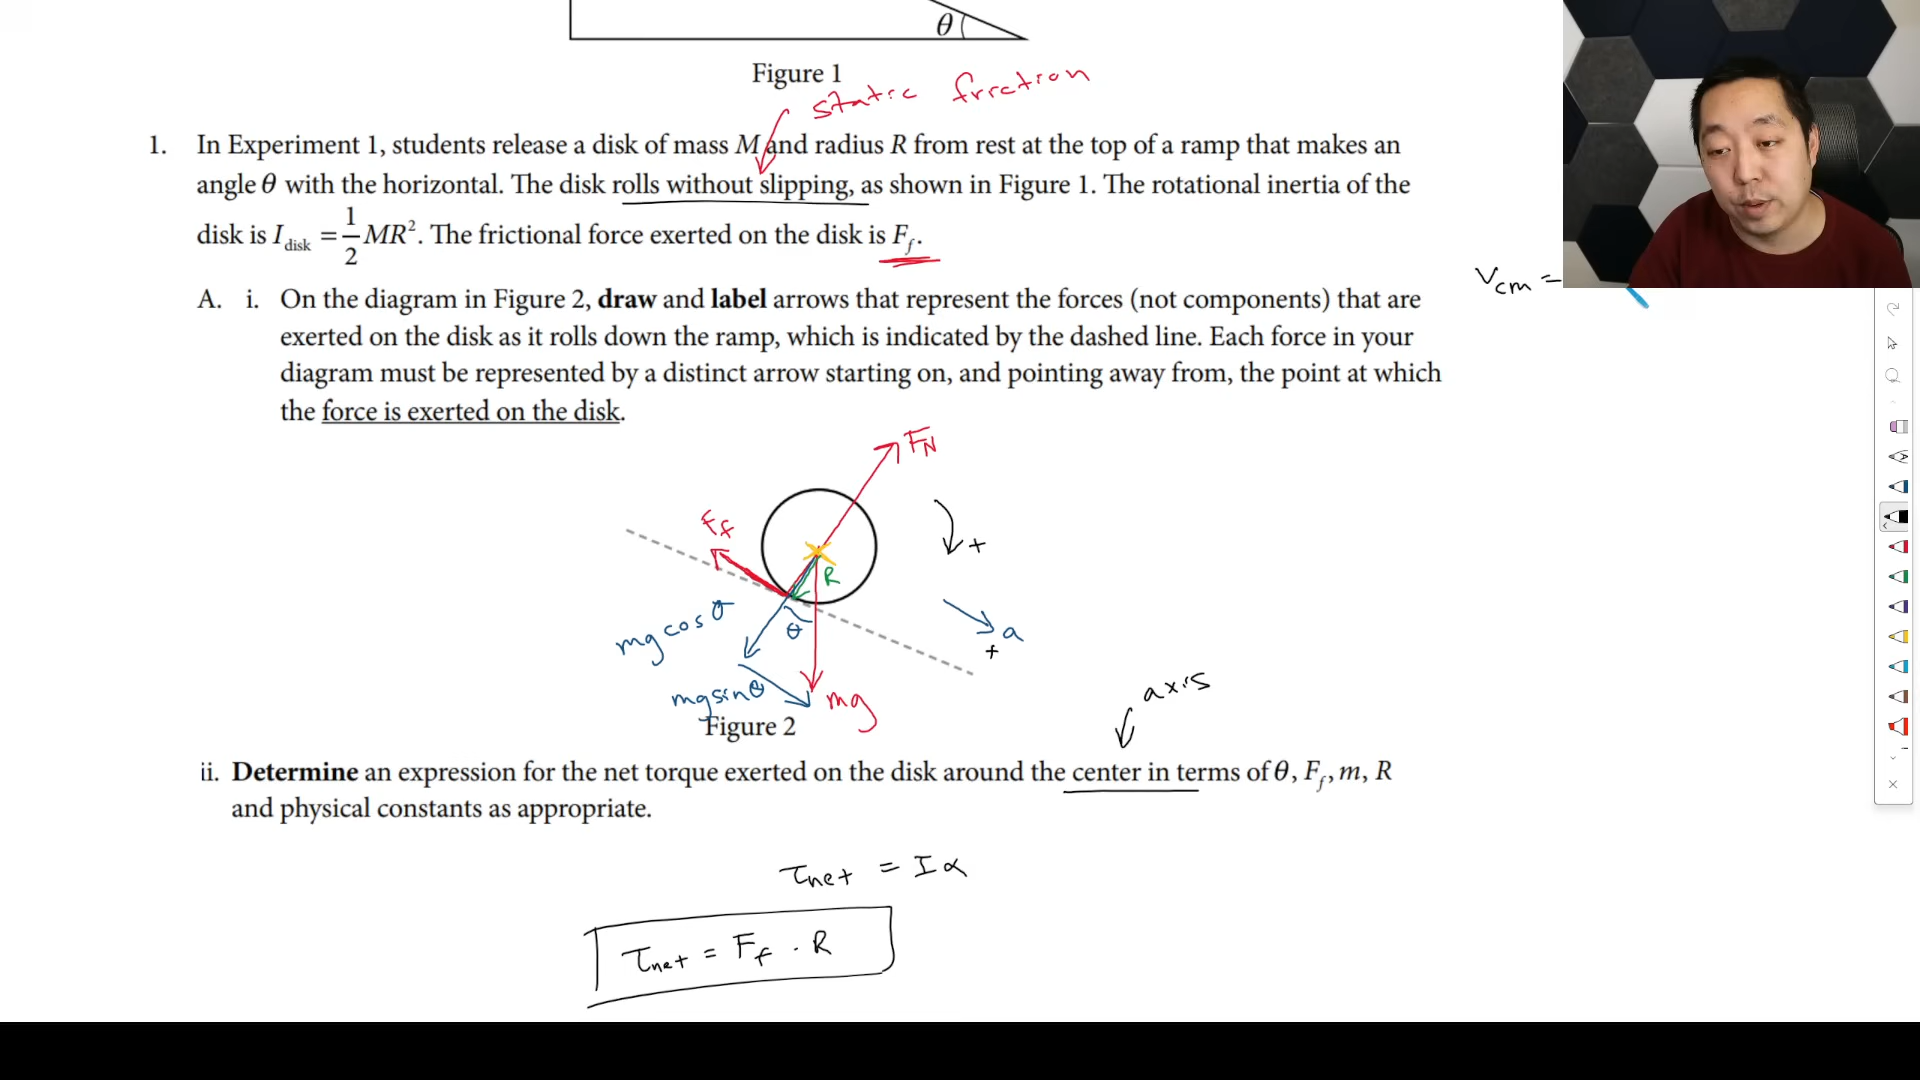 θ
Figure 1
static friction
1. In Experiment 1, students release a disk of mass M and radius R from rest at the top of a ramp that makes an
angle θ with the horizontal. The disk rolls without slipping, as shown in Figure 1. The rotational inertia of the
disk is I_disk = 1/2 MR². The frictional force exerted on the disk is F_f.
v_cm =
A. i. On the diagram in Figure 2, draw and label arrows that represent the forces (not components) that are
exerted on the disk as it rolls down the ramp, which is indicated by the dashed line. Each force in your
diagram must be represented by a distinct arrow starting on, and pointing away from, the point at which
the force is exerted on the disk.
F_N
F_f
+
R
mg cos θ
θ
a
+
mg sin θ
mg
axis
Figure 2
ii. Determine an expression for the net torque exerted on the disk around the center in terms of θ, F_f, m, R
and physical constants as appropriate.
τ_net = Iα
τ_net = F_f · R